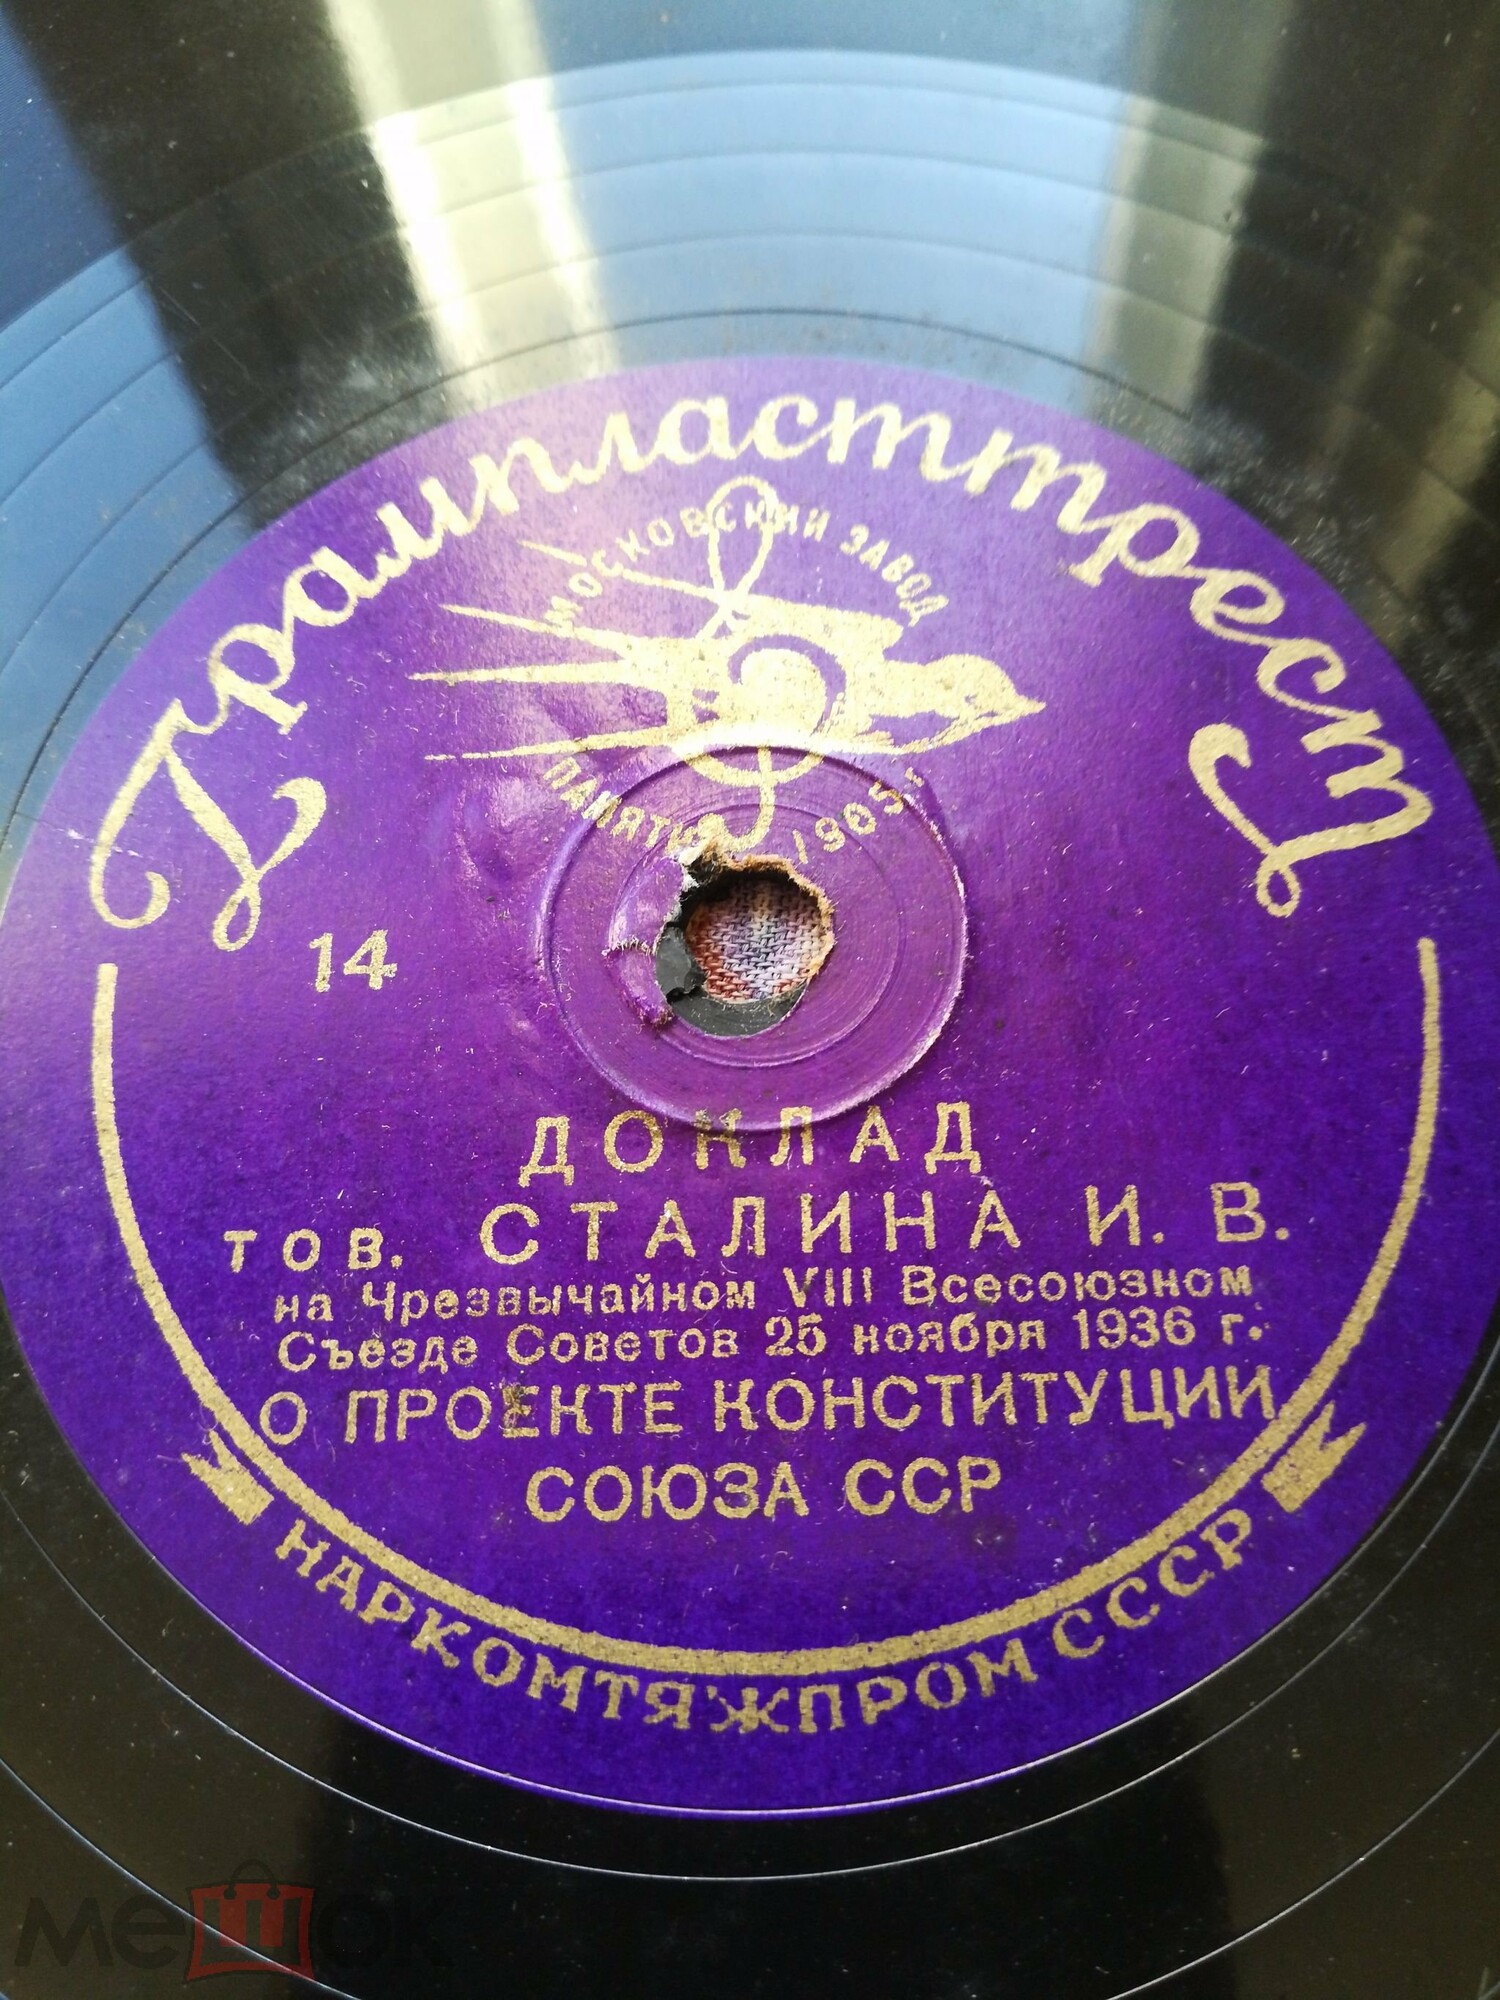 Грампласттрест
МОСКОВСКИЙ ЗАВОД
ПАМЯТИ 1905 г.
14
ДОКЛАД
тов. СТАЛИНА И. В.
на Чрезвычайном VIII Всесоюзном
Съезде Советов 25 ноября 1936 г.
О ПРОЕКТЕ КОНСТИТУЦИИ
СОЮЗА ССР
НАРКОМТЯЖПРОМ СССР
мешок